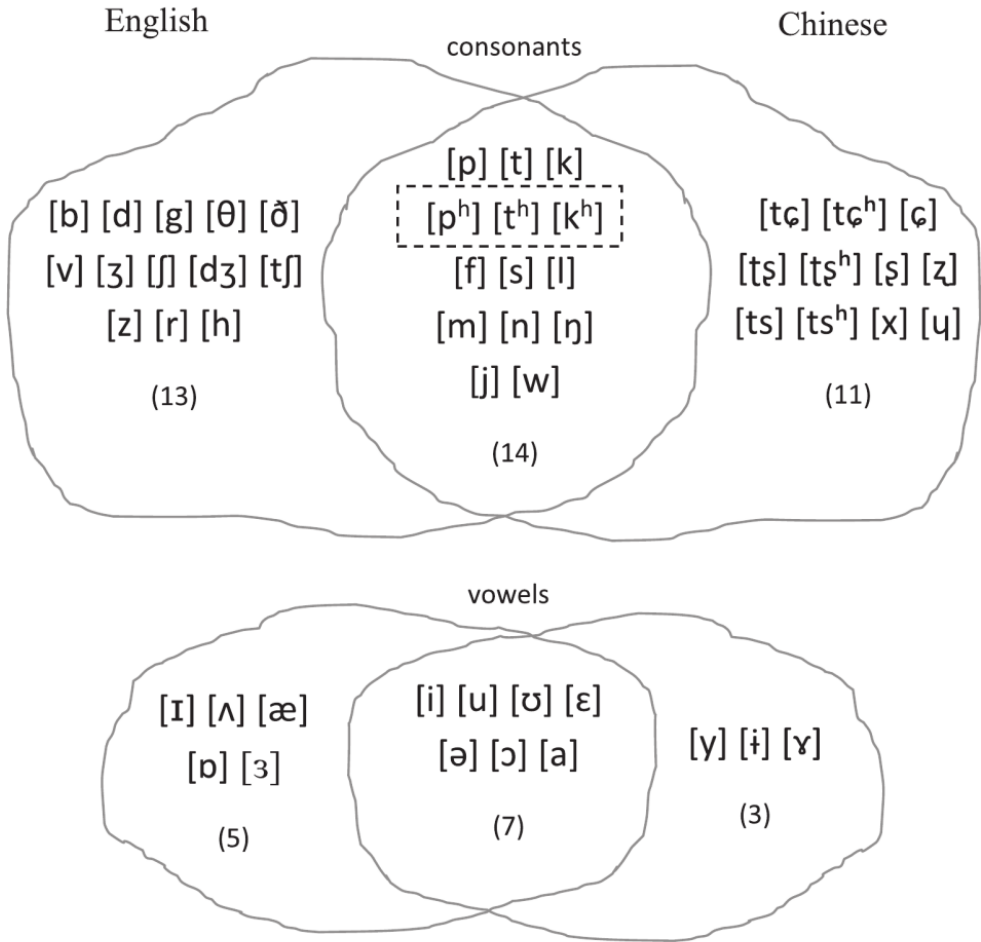 English
Chinese
consonants
[b] [d] [g] [θ] [ð]
[v] [ʒ] [ʃ] [dʒ] [tʃ]
[z] [r] [h]
(13)
[p] [t] [k]
[pʰ] [tʰ] [kʰ]
[f] [s] [l]
[m] [n] [ŋ]
[j] [w]
(14)
[tɕ] [tɕʰ] [ɕ]
[tʂ] [tʂʰ] [ʂ] [ʐ]
[ts] [tsʰ] [x] [ɥ]
(11)
vowels
[ɪ] [ʌ] [æ]
[ɒ] [ɜ]
(5)
[i] [u] [ʊ] [ɛ]
[ə] [ɔ] [a]
(7)
[y] [ɨ] [ɤ]
(3)